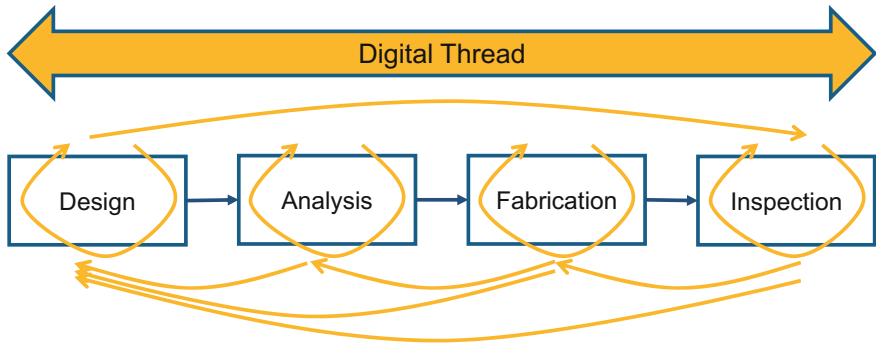 Digital Thread
Design
Analysis
Fabrication
Inspection